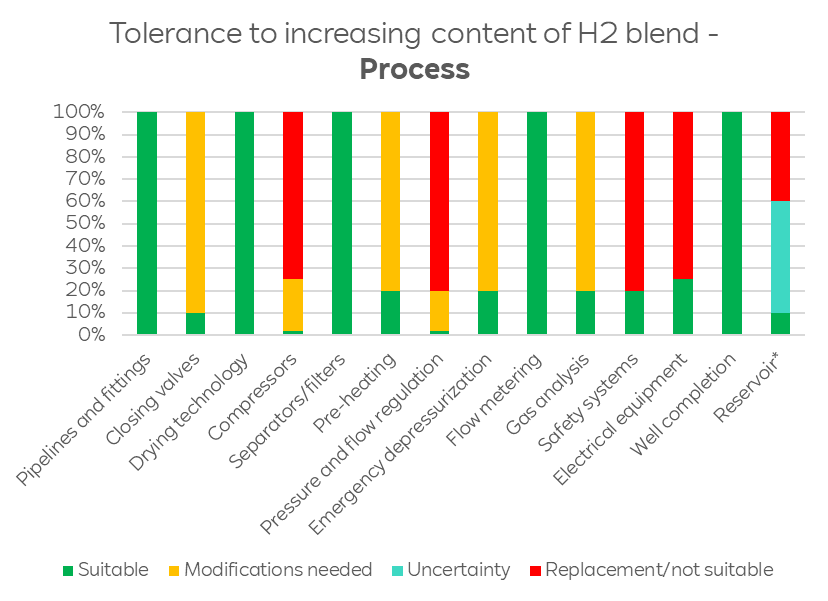 Tolerance to increasing content of H2 blend -
Process
100%
90%
80%
70%
60%
50%
40%
30%
20%
10%
0%
Pipelines and fittings
Closing valves
Drying technology
Compressors
Separators/filters
Pre-heating
Pressure and flow regulation
Emergency depressurization
Flow metering
Gas analysis
Safety systems
Electrical equipment
Well completion
Reservoir*
Suitable
Modifications needed
Uncertainty
Replacement/not suitable